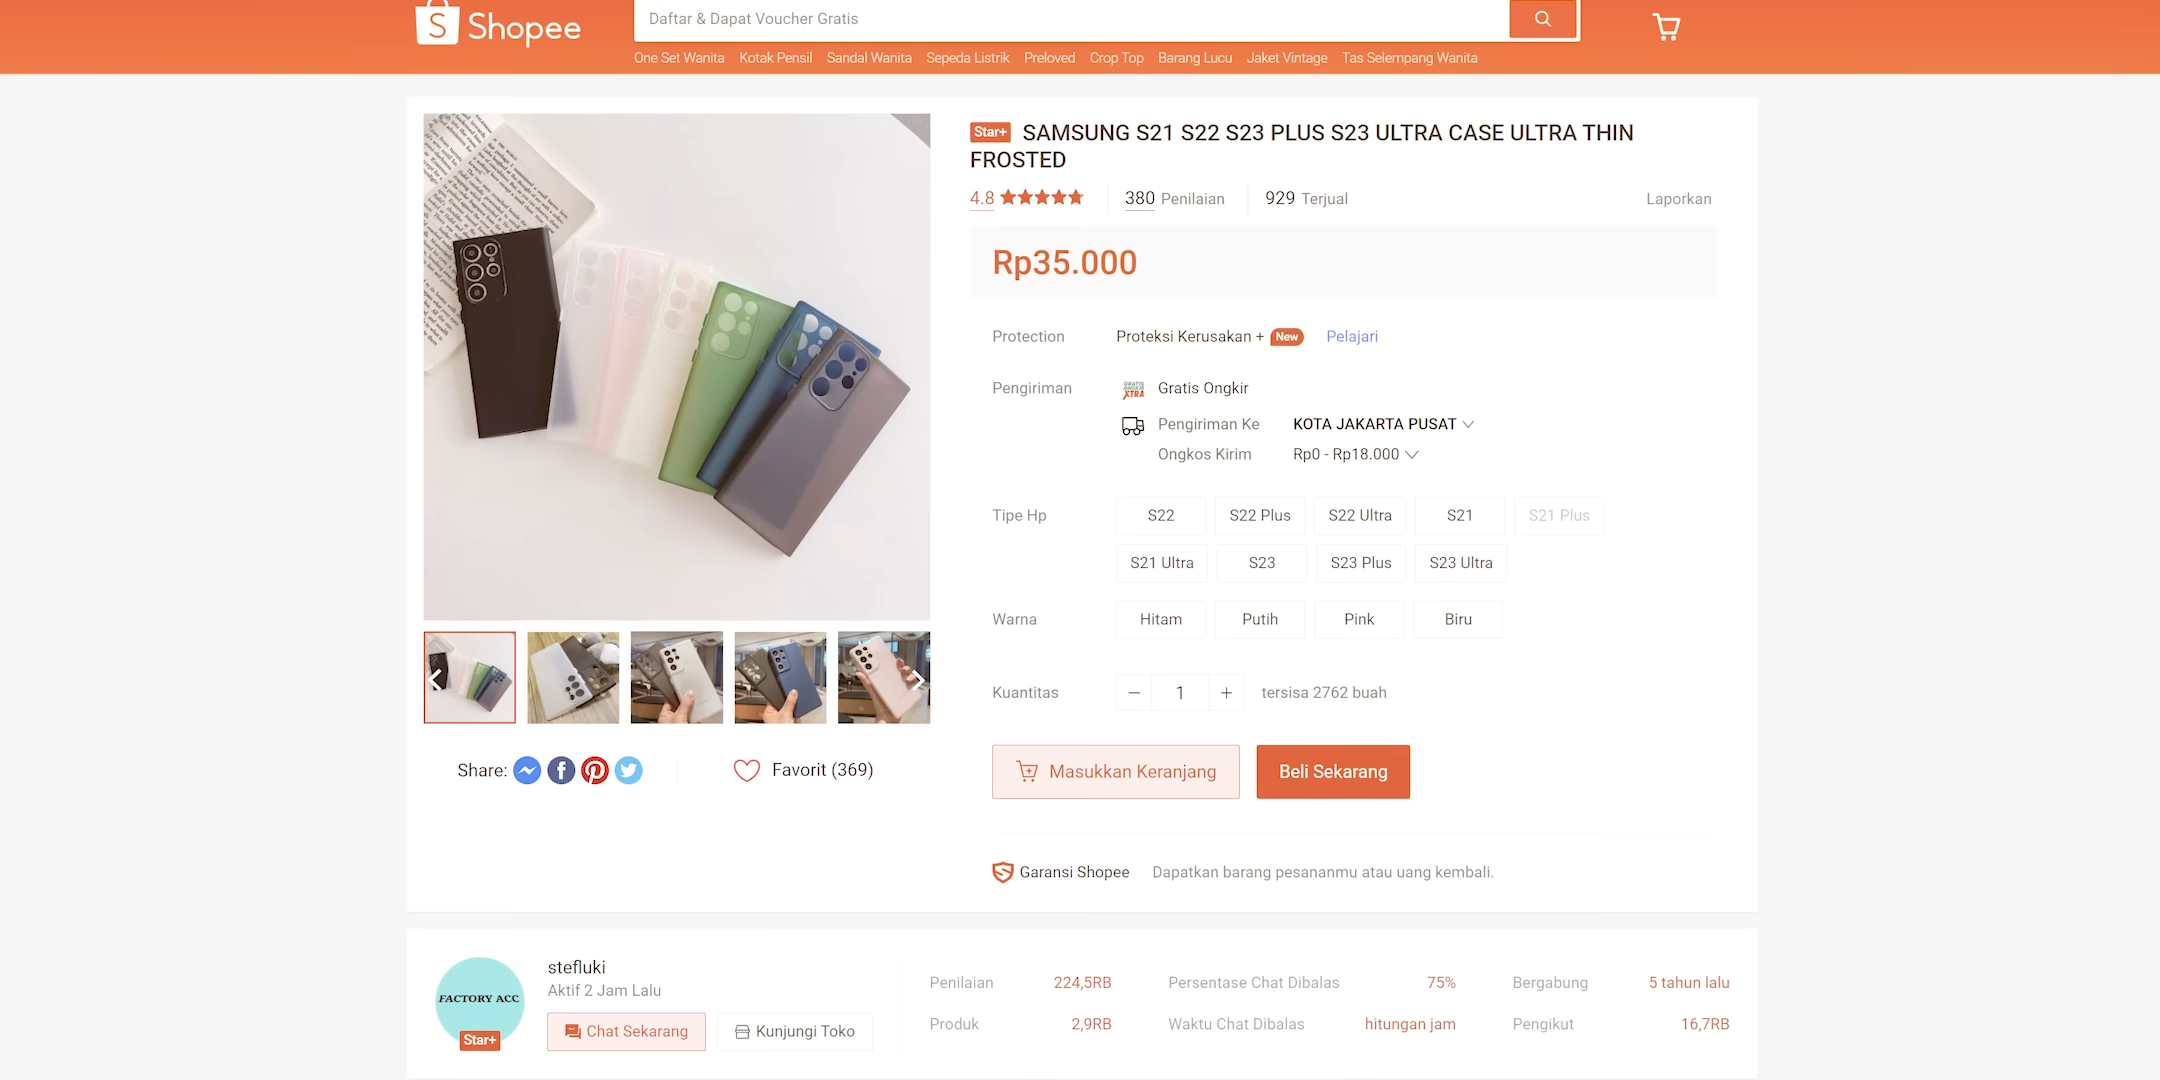 Shopee
Daftar & Dapat Voucher Gratis
One Set Wanita Kotak Pensil Sandal Wanita Sepeda Listrik Preloved Crop Top Barang Lucu Jaket Vintage Tas Selempang Wanita
Star+ SAMSUNG S21 S22 S23 PLUS S23 ULTRA CASE ULTRA THIN
FROSTED
4.8 380 Penilaian 929 Terjual Laporkan
Rp35.000
Protection Proteksi Kerusakan + New Pelajari
Pengiriman GRATIS ONGKIR XTRA Gratis Ongkir
Pengiriman Ke KOTA JAKARTA PUSAT
Ongkos Kirim Rp0 - Rp18.000
Tipe Hp S22 S22 Plus S22 Ultra S21 S21 Plus
S21 Ultra S23 S23 Plus S23 Ultra
Warna Hitam Putih Pink Biru
Kuantitas 1 tersisa 2762 buah
Share: Favorit (369)
Masukkan Keranjang Beli Sekarang
Garansi Shopee Dapatkan barang pesananmu atau uang kembali.
FACTORY ACC
Star+
stefluki
Aktif 2 Jam Lalu
Chat Sekarang Kunjungi Toko
Penilaian 224,5RB Persentase Chat Dibalas 75% Bergabung 5 tahun lalu
Produk 2,9RB Waktu Chat Dibalas hitungan jam Pengikut 16,7RB